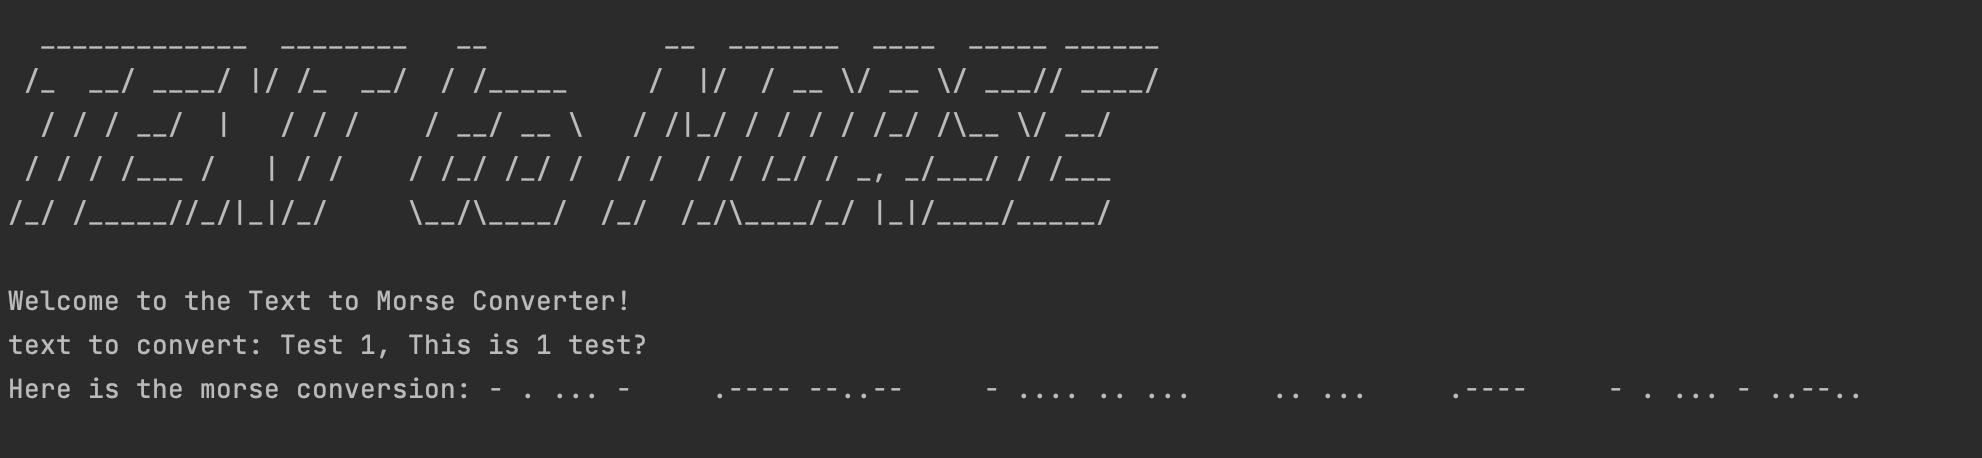 _____________  ________   __           __  _______  ____  _____ ______
  /_  __/ ____/ |/ /_  __/  / /_____     /  |/  / __ \/ __ \/ ___// ____/
   / / / __/  |   / / /    / __/ __ \   / /|_/ / / / / /_/ /\__ \/ __/
  / / / /___ /   | / /    / /_/ /_/ /  / /  / / /_/ / _, _/___/ / /___
 /_/ /_____//_/|_|/_/     \__/\____/  /_/  /_/\____/_/ |_|/____/_____/
Welcome to the Text to Morse Converter!
text to convert: Test 1, This is 1 test?
Here is the morse conversion: - . ... -     .---- --..--     - .... .. ...     .. ...     .----     - . ... - ..--..